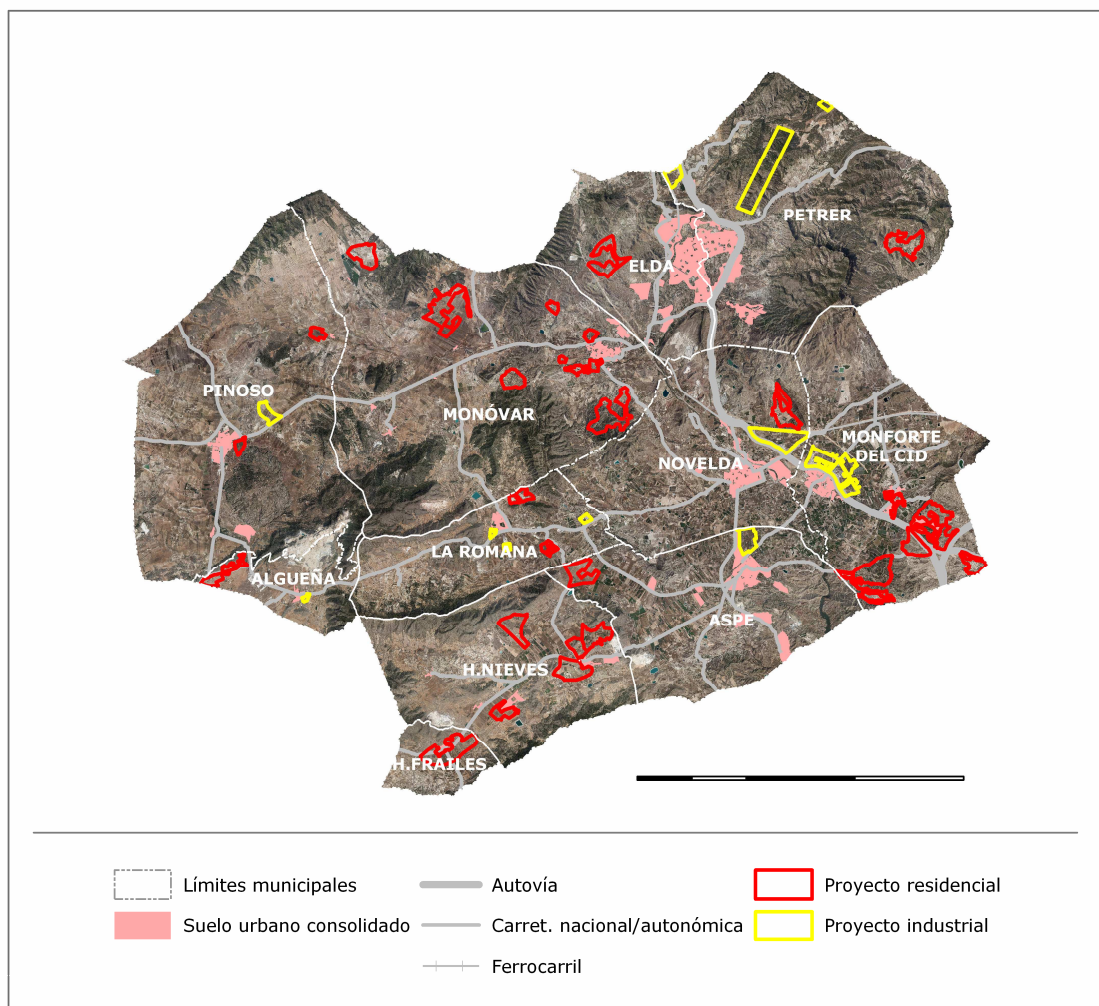 PETRER
ELDA
PINOSO
MONÓVAR
MONFORTE
DEL CID
NOVELDA
LA ROMANA
ALGUEÑA
ASPE
H.NIEVES
H.FRAILES
Límites municipales
Autovía
Proyecto residencial
Suelo urbano consolidado
Carret. nacional/autonómica
Proyecto industrial
Ferrocarril